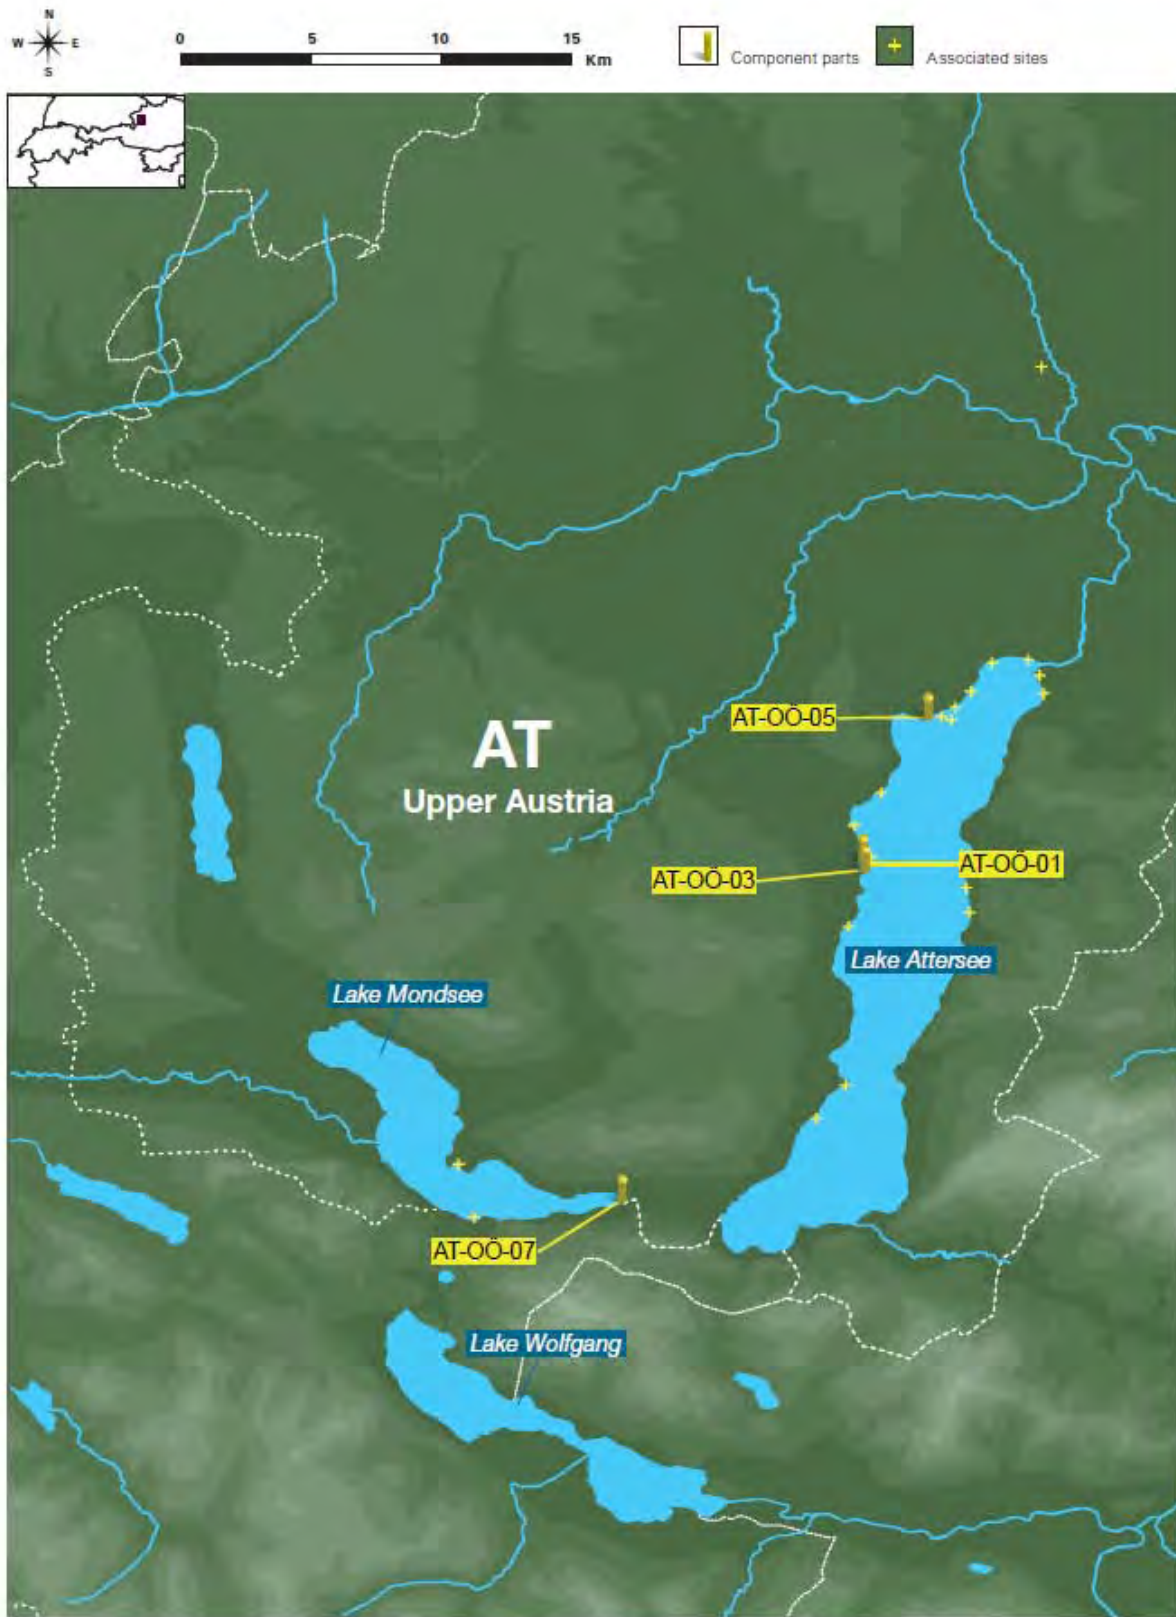 N
W E
S
0 5 10 15
Km
Component parts
Associated sites
AT-OÖ-05
AT
Upper Austria
AT-OÖ-03
AT-OÖ-01
Lake Attersee
Lake Mondsee
AT-OÖ-07
Lake Wolfgang